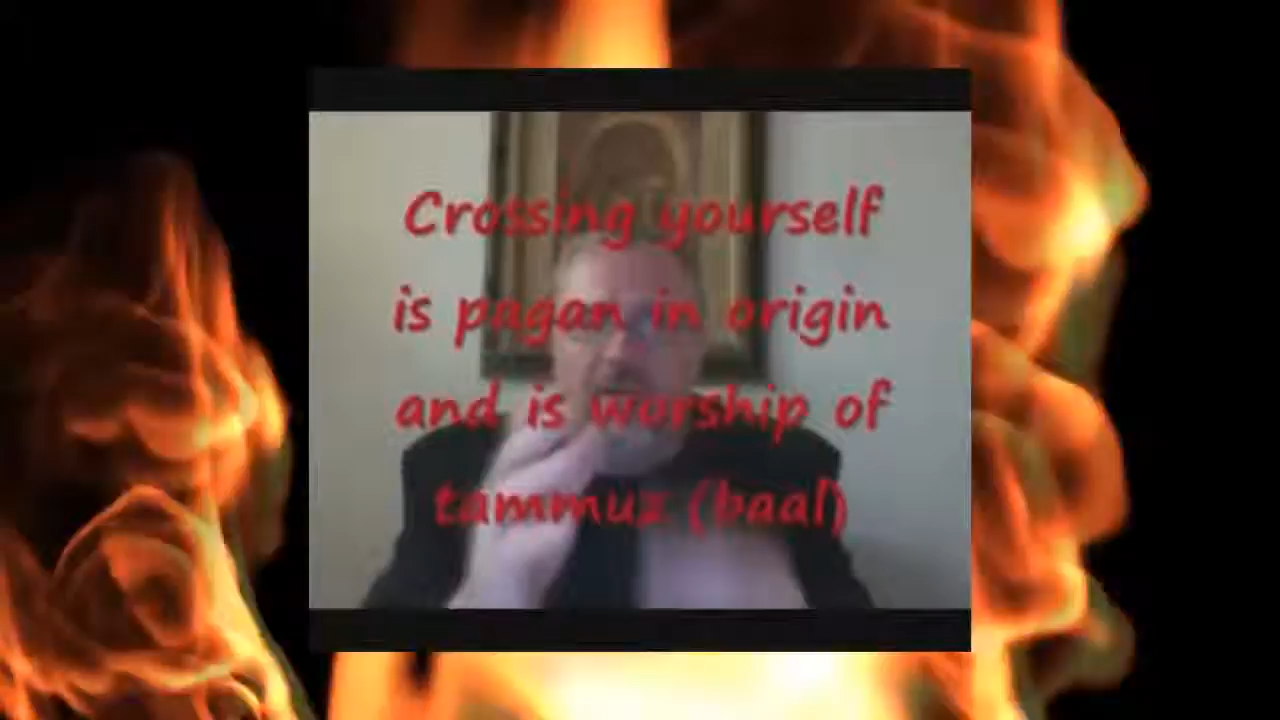 Crossing yourself
is pagan in origin
and is worship of
tammuz (baal)